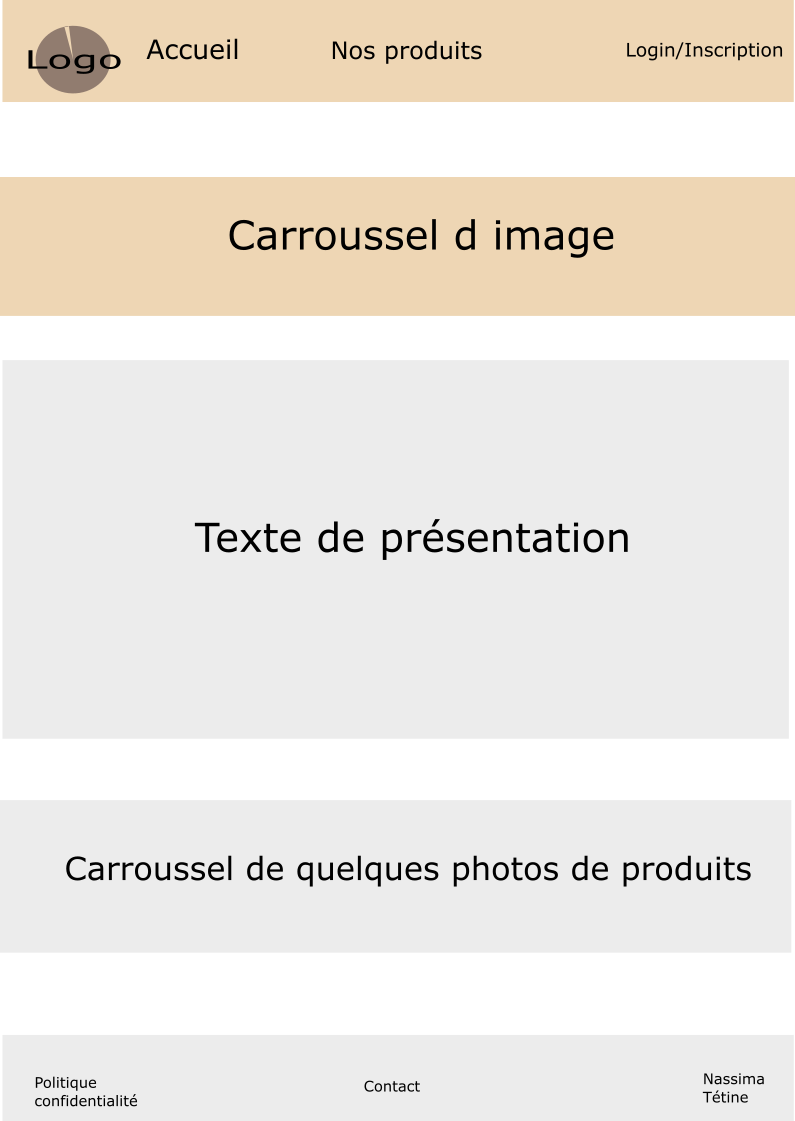 Logo
Accueil
Nos produits
Login/Inscription
Carroussel d image
Texte de présentation
Carroussel de quelques photos de produits
Politique
confidentialité
Contact
Nassima
Tétine